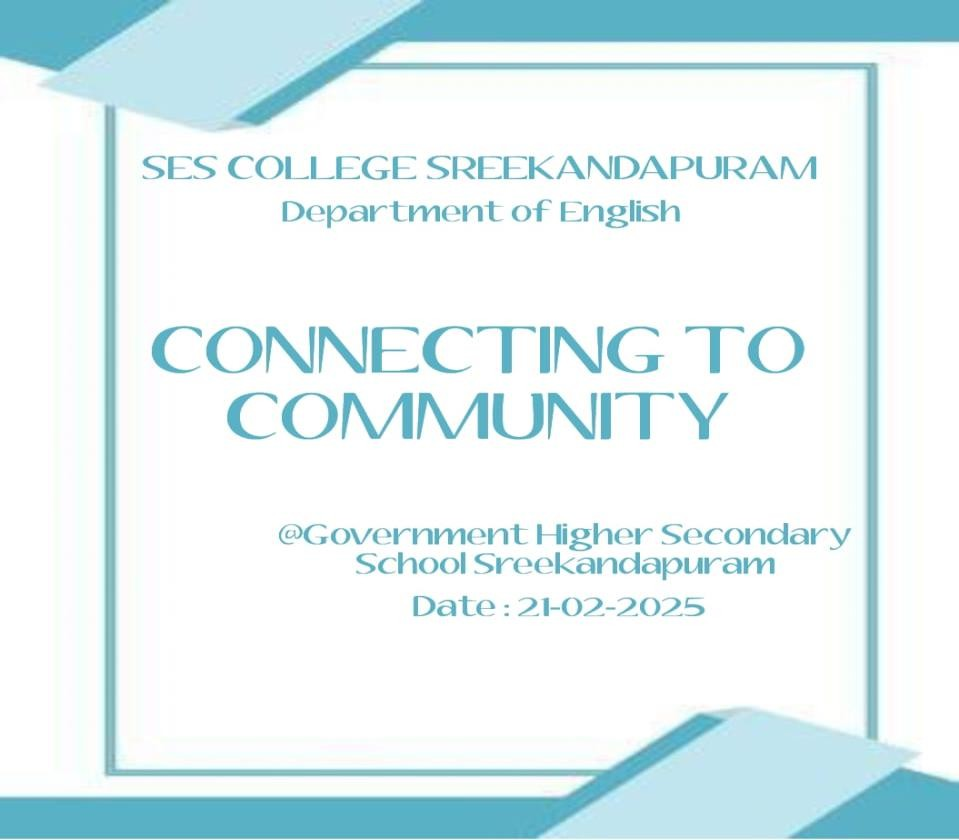 SES COLLEGE SREEKANDAPURAM
Department of English
CONNECTING TO
COMMUNITY
@Government Higher Secondary
School Sreekandapuram
Date : 21-02-2025